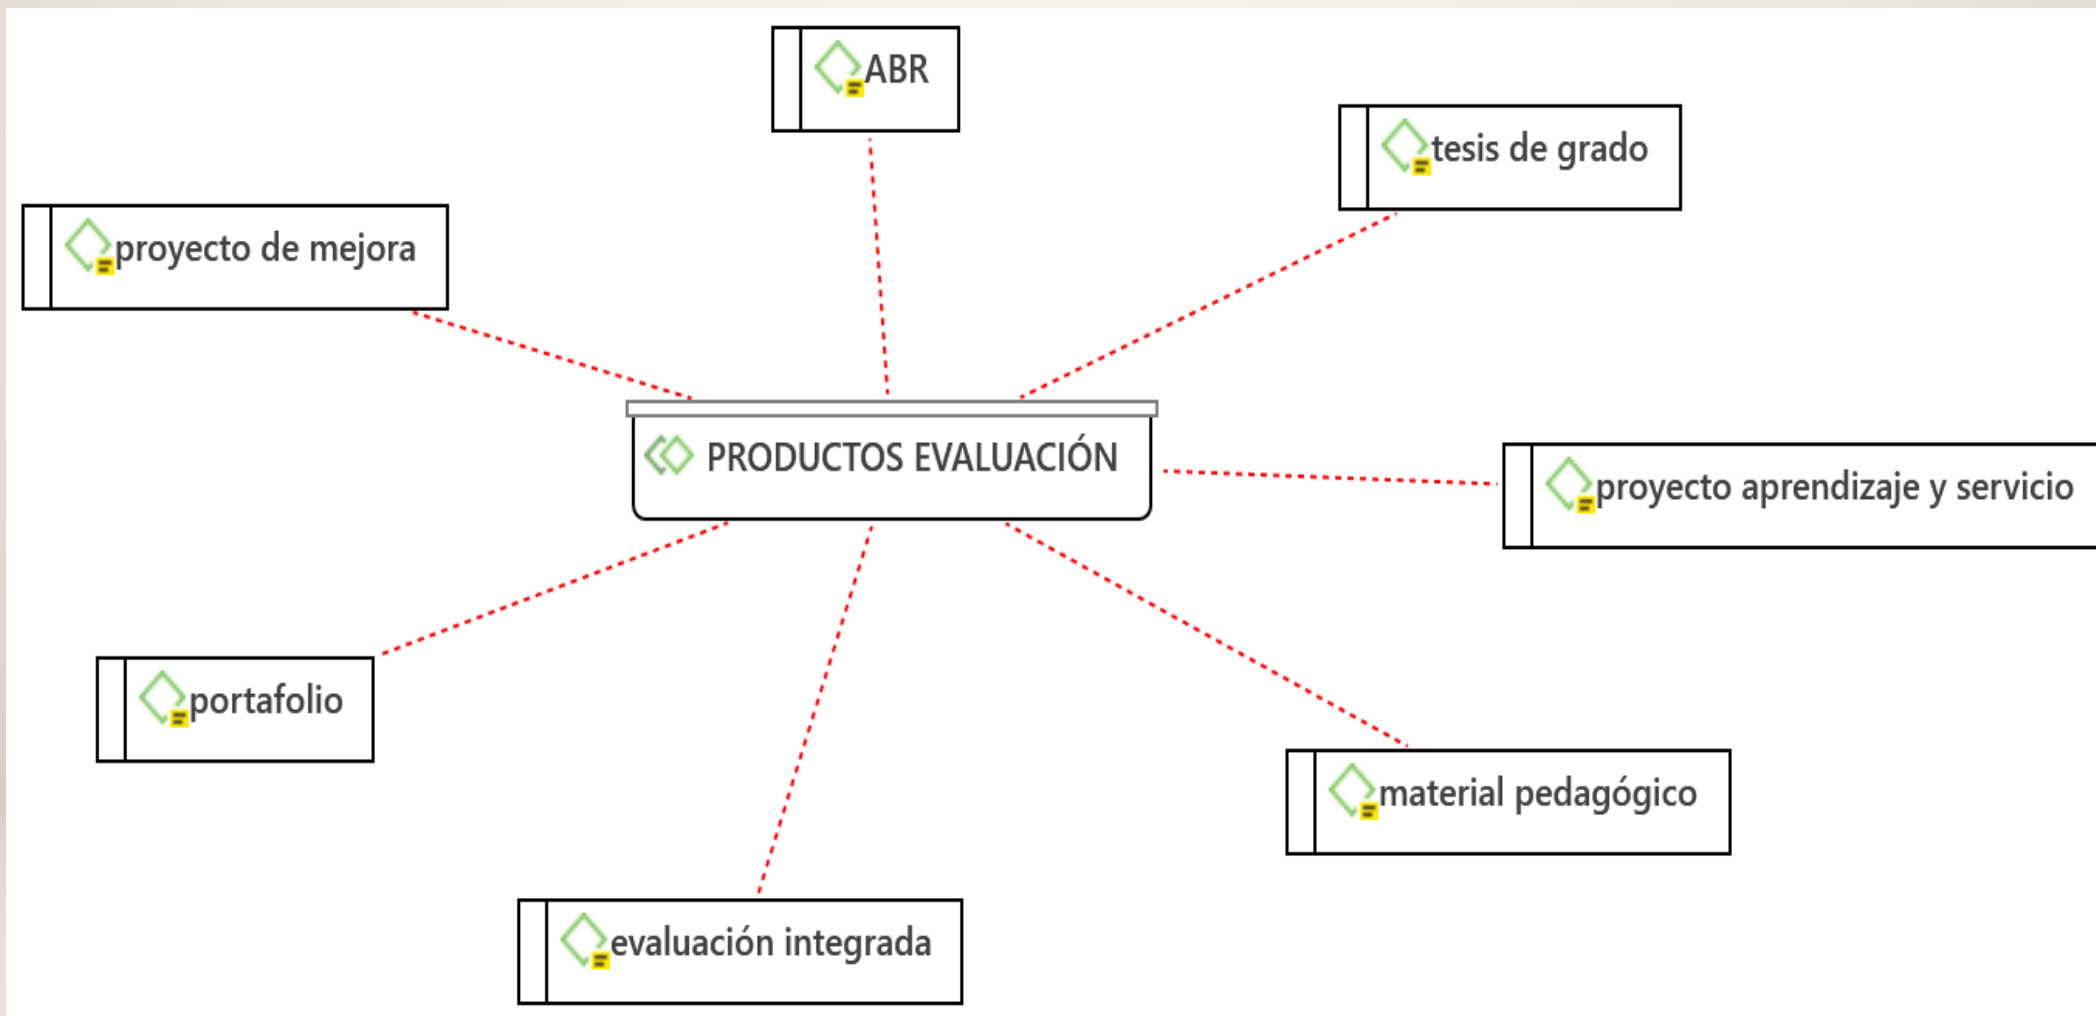 ABR
tesis de grado
proyecto de mejora
PRODUCTOS EVALUACIÓN
proyecto aprendizaje y servicio
portafolio
material pedagógico
evaluación integrada